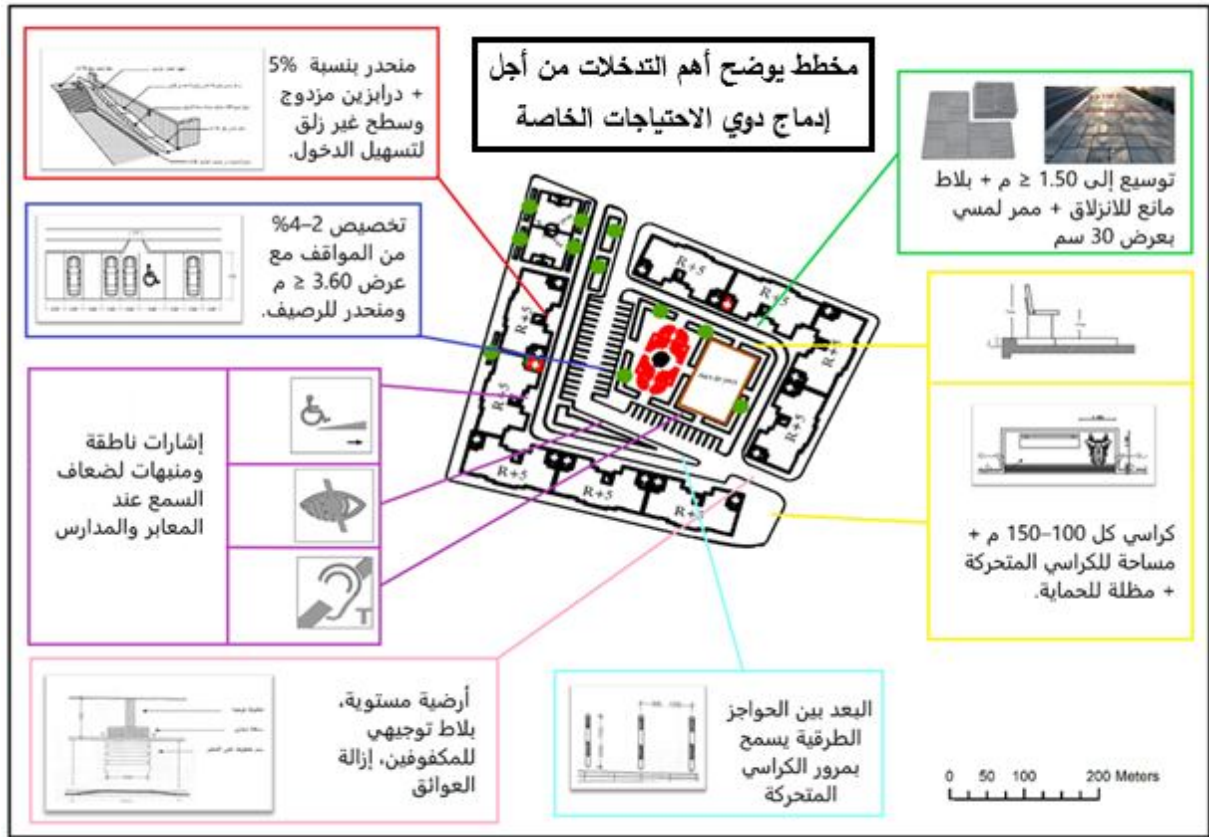 مخطط يوضح أهم التدخلات من أجل
إدماج دوي الاحتياجات الخاصة
منحدر بنسبة 5%
+ درابزين مزدوج
وسطح غير زلق
لتسهيل الدخول.
توسيع إلى 1.50 ≥ م + بلاط
مانع للانزلاق + ممر لمسي
بعرض 30 سم
تخصيص 2–4%
من المواقف مع
عرض 3.60 ≥ م
ومنحدر للرصيف.
إشارات ناطقة
ومنبهات لضعاف
السمع عند
المعابر والمدارس
T
كراسي كل 100–150 م +
مساحة للكراسي المتحركة
+ مظلة للحماية.
R+5
R+5
R+5
R+5
R+5
R+5
R+5
R+5
R+5
أرضية مستوية،
بلاط توجيهي
للمكفوفين، إزالة
العوائق
البعد بين الحواجز
الطرقية يسمح
بمرور الكراسي
المتحركة
0 50 100 200 Meters